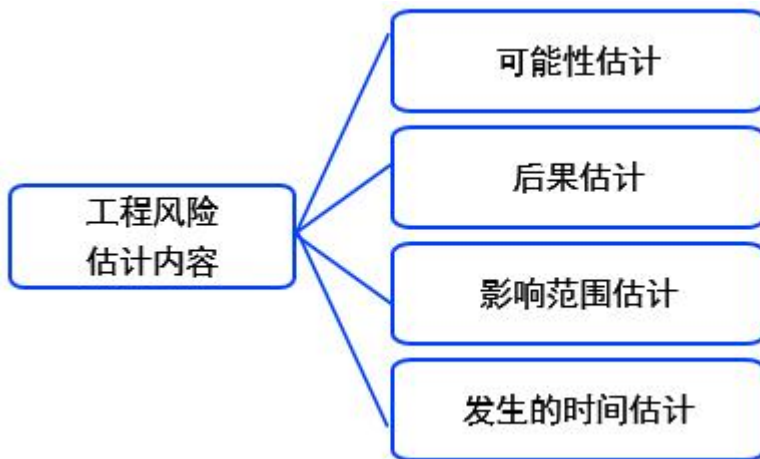 工程风险
估计内容
可能性估计
后果估计
影响范围估计
发生的时间估计